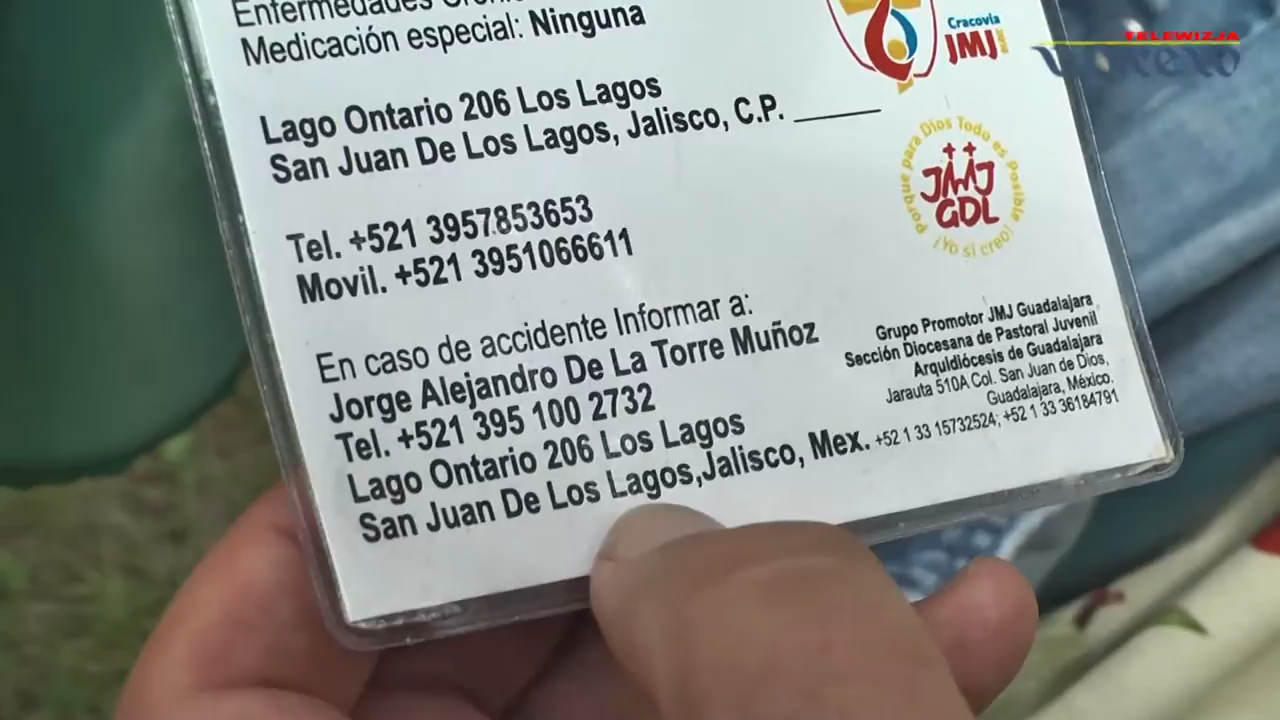 Enfermedades
Medicación especial: Ninguna
Lago Ontario 206 Los Lagos
San Juan De Los Lagos, Jalisco, C.P. ______
Tel. +521 3957853653
Movil. +521 3951066611
En caso de accidente Informar a:
Jorge Alejandro De La Torre Muñoz
Tel. +521 395 100 2732
Lago Ontario 206 Los Lagos
San Juan De Los Lagos,Jalisco, Mex.
Cracovia
JMJ
TELEWIZJA
Porque para Dios Todo es Posible
JMJ
GDL
¡Yo si creo!
Grupo Promotor JMJ Guadalajara
Sección Diocesana de Pastoral Juvenil
Arquidiócesis de Guadalajara
Jarauta 510A Col. San Juan de Dios,
Guadalajara, México.
+52 1 33 15732524; +52 1 33 36184791